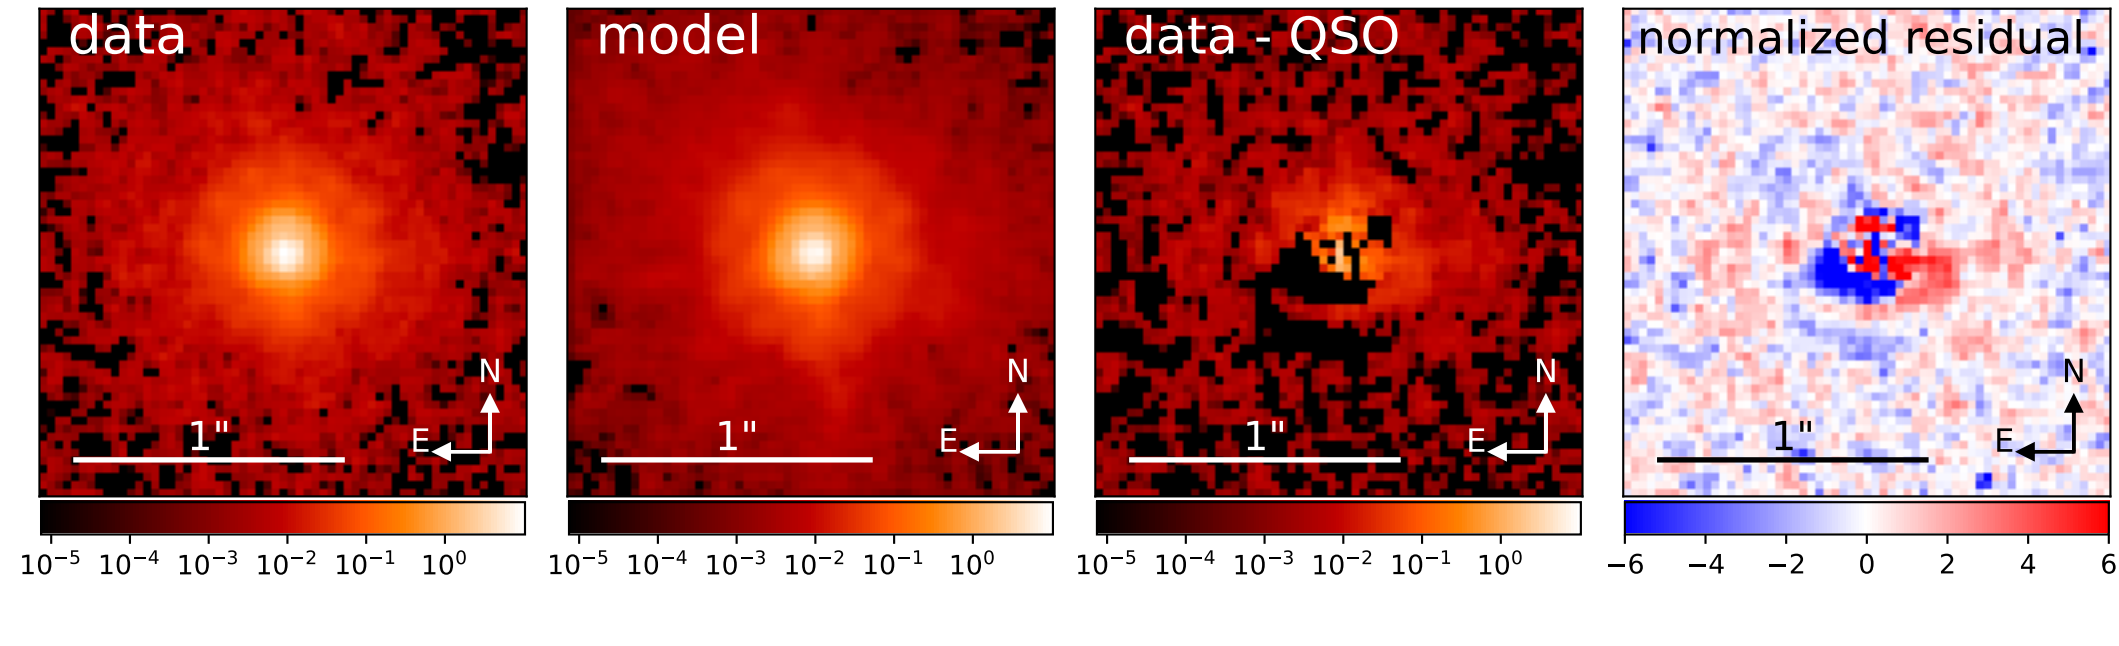 data
model
data - QSO
normalized residual
N
N
N
N
E
E
E
E
1"
1"
1"
1"
10⁻⁵ 10⁻⁴ 10⁻³ 10⁻² 10⁻¹ 10⁰
10⁻⁵ 10⁻⁴ 10⁻³ 10⁻² 10⁻¹ 10⁰
10⁻⁵ 10⁻⁴ 10⁻³ 10⁻² 10⁻¹ 10⁰
−6 −4 −2 0 2 4 6